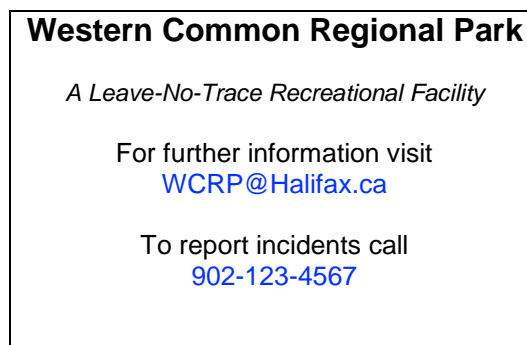 Western Common Regional Park
A Leave-No-Trace Recreational Facility
For further information visit
WCRP@Halifax.ca
To report incidents call
902-123-4567